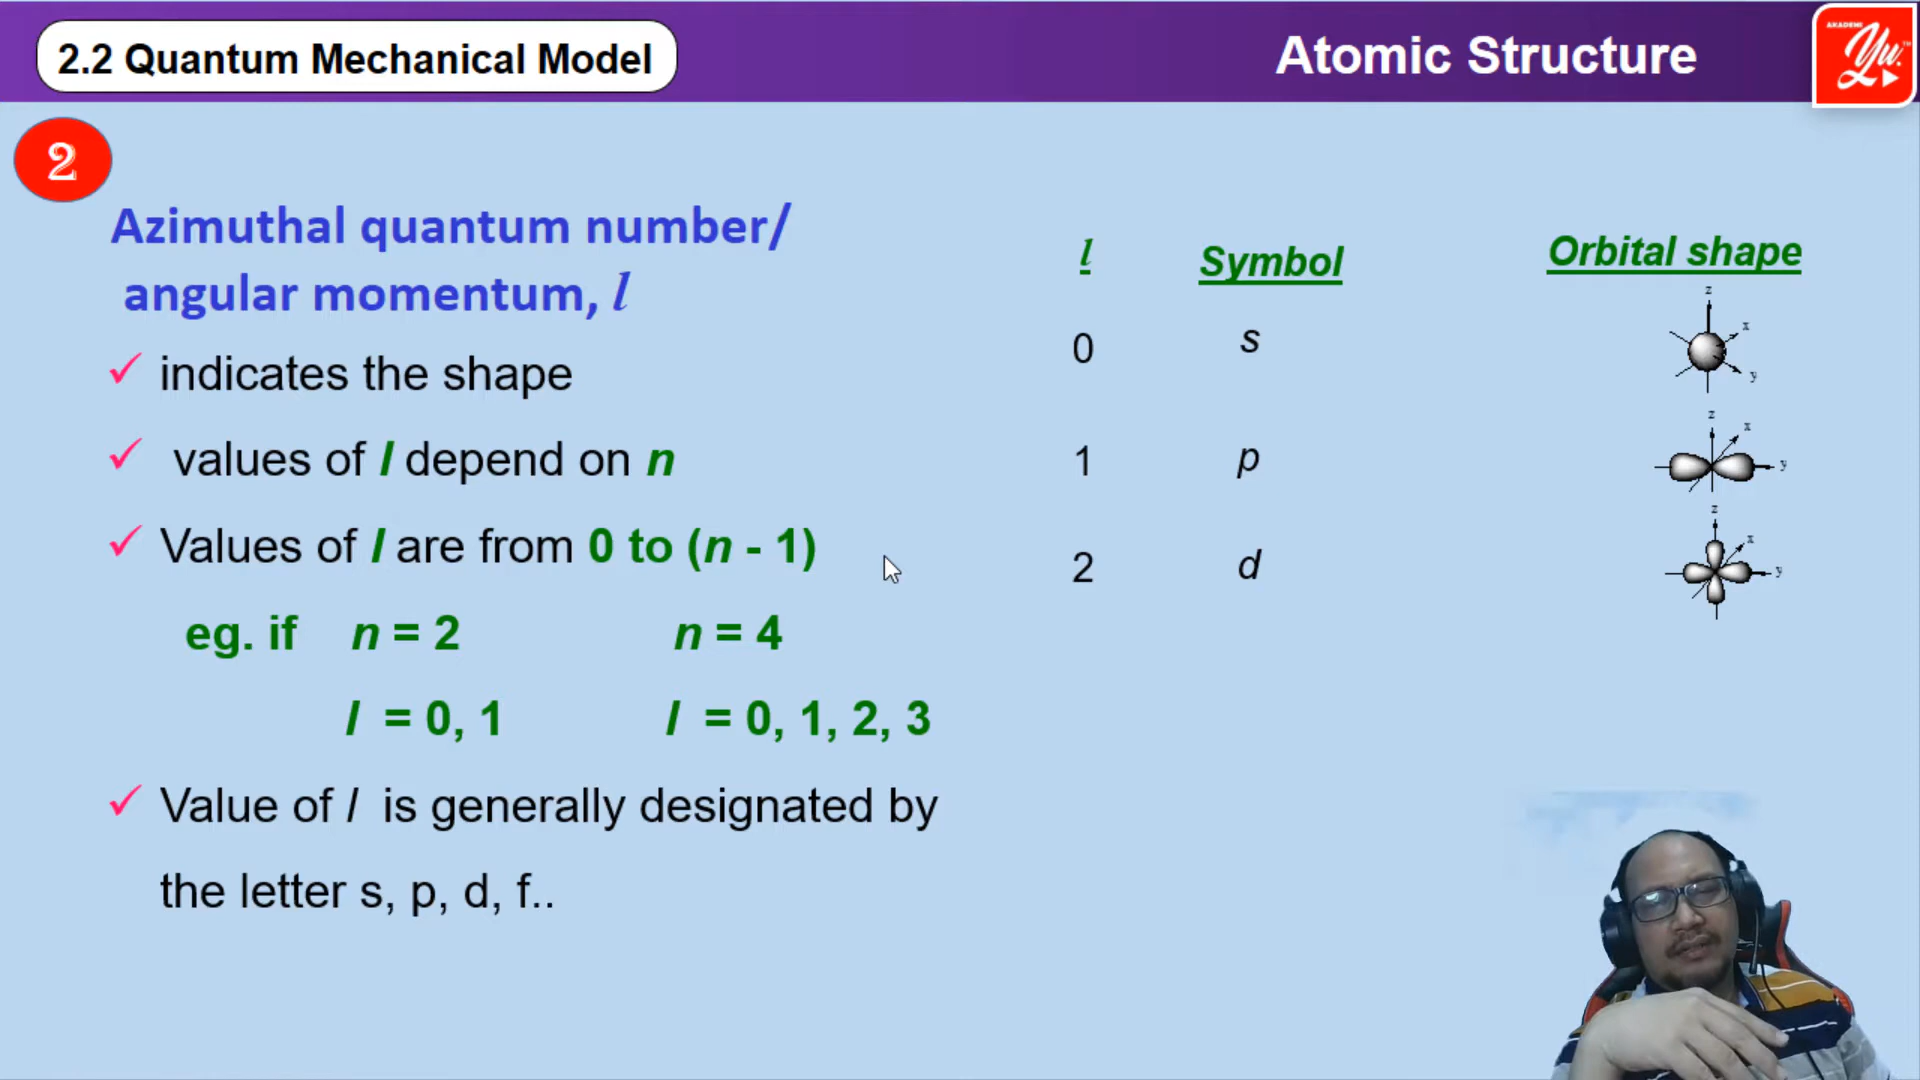 2.2 Quantum Mechanical Model
Atomic Structure
AKADEMI
Yu.
2
Azimuthal quantum number/
angular momentum, l
✓ indicates the shape
✓ values of l depend on n
✓ Values of l are from 0 to (n - 1)
eg. if n = 2 n = 4
l = 0, 1 l = 0, 1, 2, 3
✓ Value of l is generally designated by
the letter s, p, d, f..
l Symbol Orbital shape
0 s
z
x
y
1 p
z
x
y
2 d
z
x
y